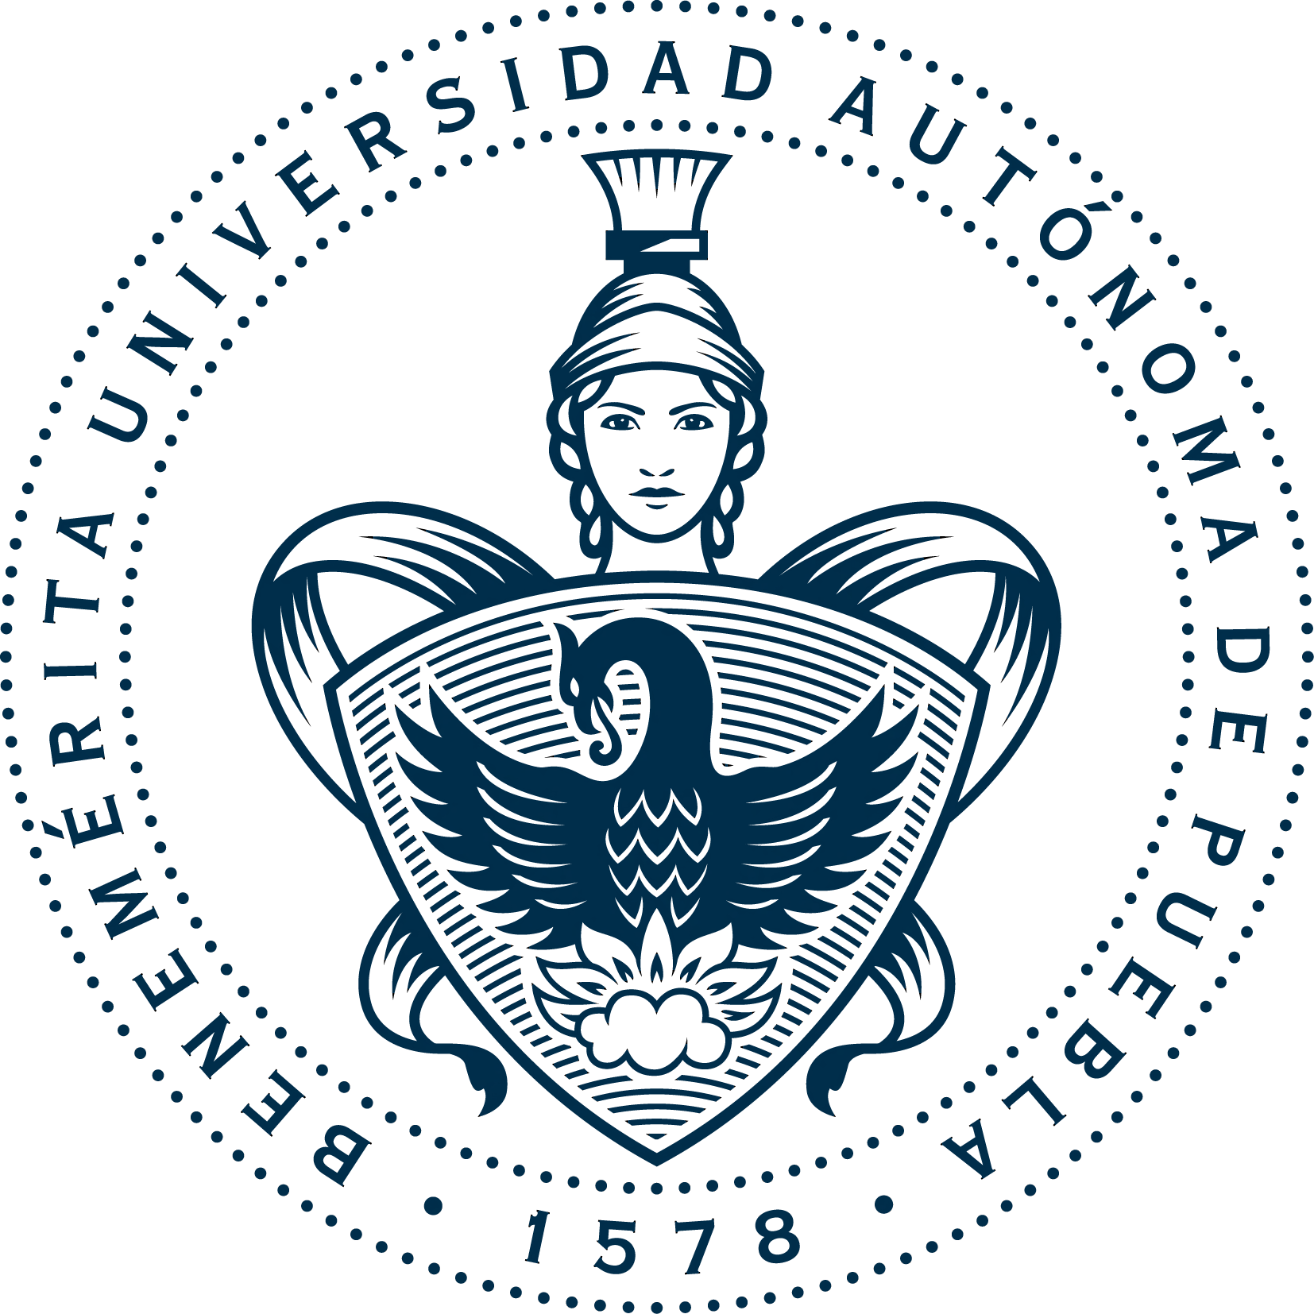 BENEMÉRITA UNIVERSIDAD AUTÓNOMA DE PUEBLA
• 1578 •